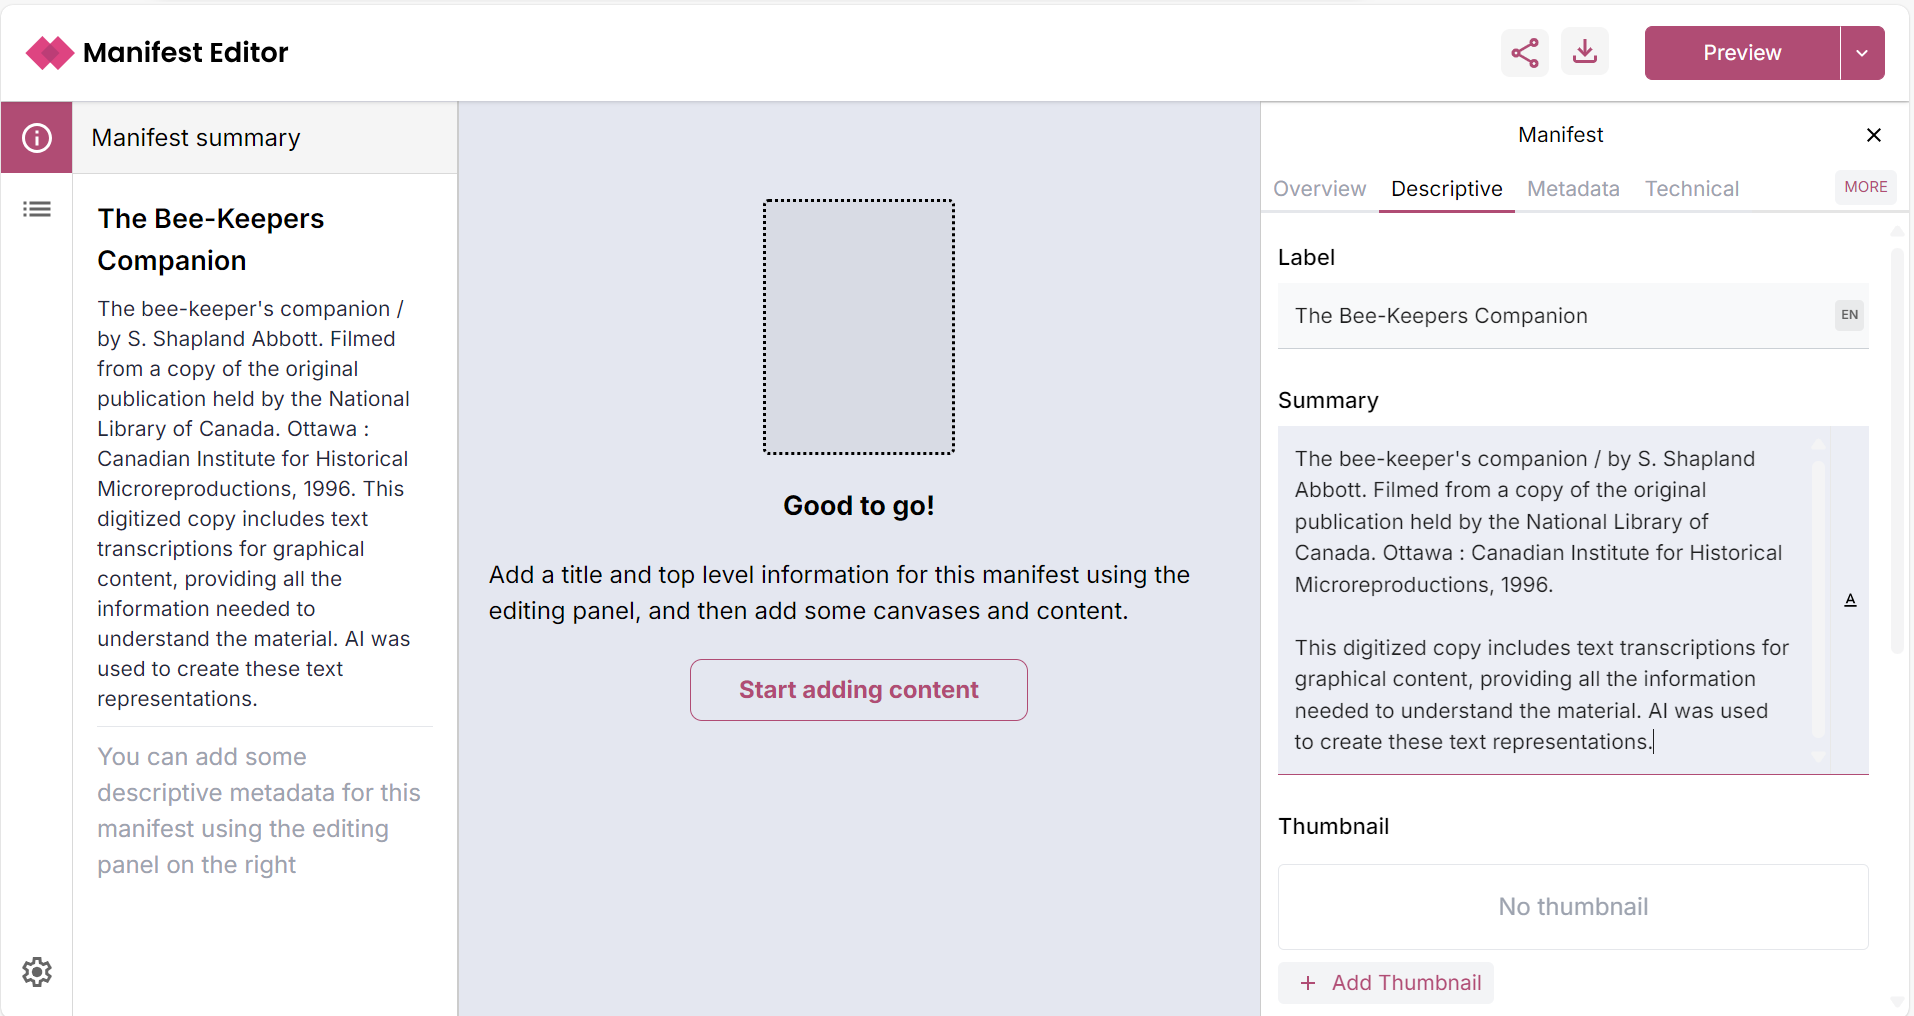 Manifest Editor
Preview
Manifest summary
The Bee-Keepers
Companion
The bee-keeper's companion /
by S. Shapland Abbott. Filmed
from a copy of the original
publication held by the National
Library of Canada. Ottawa :
Canadian Institute for Historical
Microreproductions, 1996. This
digitized copy includes text
transcriptions for graphical
content, providing all the
information needed to
understand the material. AI was
used to create these text
representations.
You can add some
descriptive metadata for this
manifest using the editing
panel on the right
Good to go!
Add a title and top level information for this manifest using the
editing panel, and then add some canvases and content.
Start adding content
Manifest
Overview Descriptive Metadata Technical MORE
Label
The Bee-Keepers Companion EN
Summary
The bee-keeper's companion / by S. Shapland
Abbott. Filmed from a copy of the original
publication held by the National Library of
Canada. Ottawa : Canadian Institute for Historical
Microreproductions, 1996.
This digitized copy includes text transcriptions for
graphical content, providing all the information
needed to understand the material. AI was used
to create these text representations.
A
Thumbnail
No thumbnail
+ Add Thumbnail